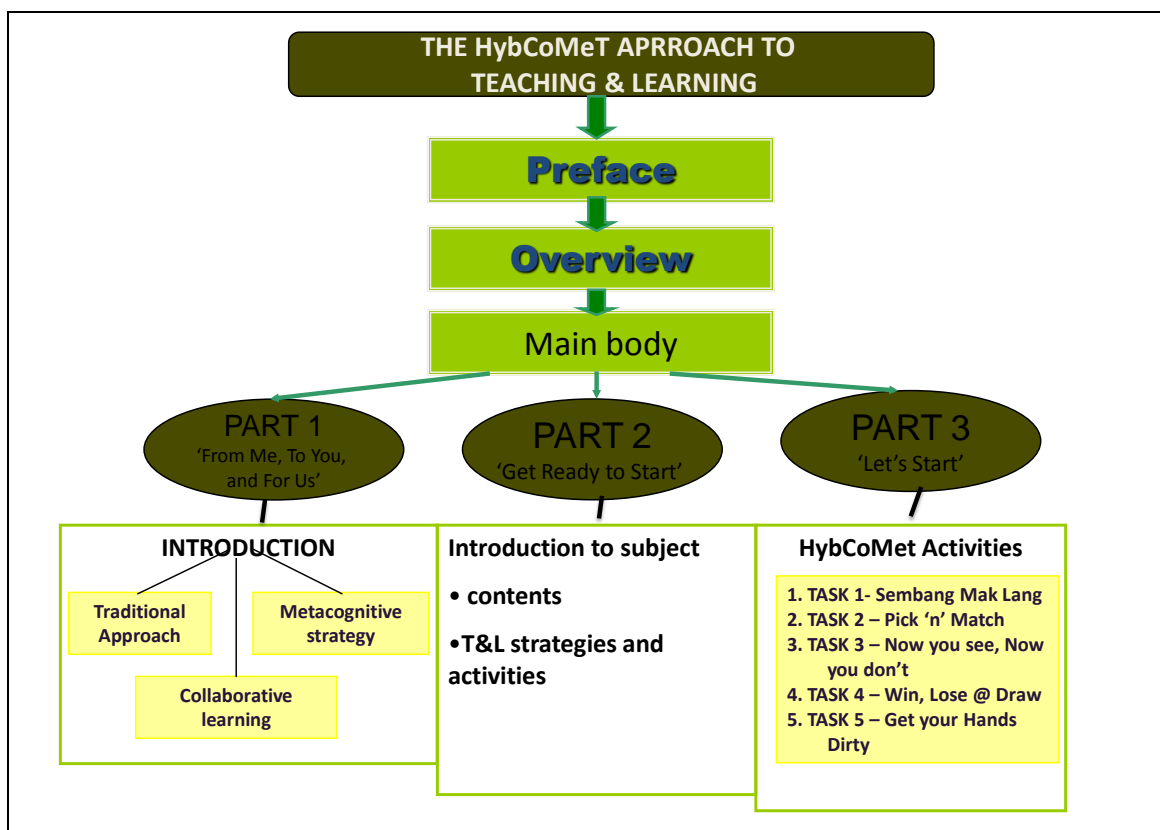 THE HybCoMeT APRROACH TO
TEACHING & LEARNING
Preface
Overview
Main body
PART 1
‘From Me, To You,
and For Us’
PART 2
‘Get Ready to Start’
PART 3
‘Let’s Start’
INTRODUCTION
Traditional
Approach
Metacognitive
strategy
Collaborative
learning
Introduction to subject
• contents
•T&L strategies and
activities
HybCoMet Activities
1. TASK 1- Sembang Mak Lang
2. TASK 2 – Pick ‘n’ Match
3. TASK 3 – Now you see, Now
you don’t
4. TASK 4 – Win, Lose @ Draw
5. TASK 5 – Get your Hands
Dirty